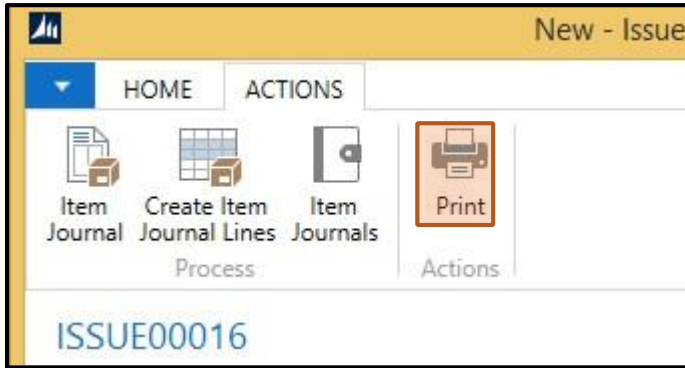 New - Issue
HOME ACTIONS
Item Journal
Create Item Journal Lines
Item Journals
Print
Process
Actions
ISSUE00016